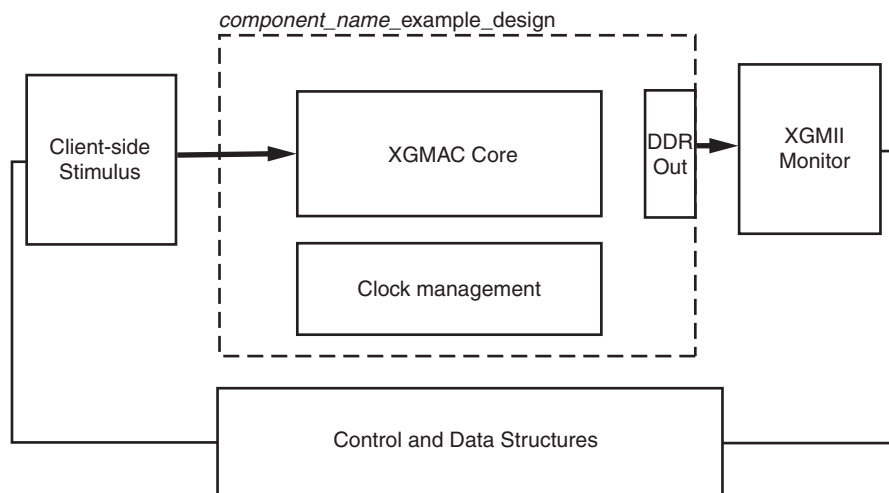 component_name_example_design
Client-side
Stimulus
XGMAC Core
DDR
Out
XGMII
Monitor
Clock management
Control and Data Structures